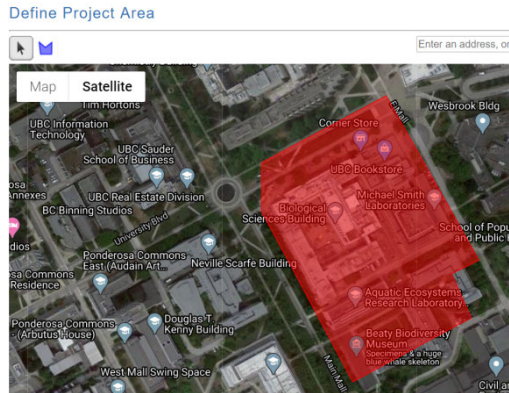 Define Project Area
Enter an address, or
Map
Satellite
Tim Hortons
UBC Information
Technology
UBC Sauder
School of Business
Annexes
UBC Real Estate Division
BC Binning Studios
University Blvd
Ponderosa Commons
East (Audain Art...
Neville Scarfe Building
Commons
Residence
Ponderosa Commons
(Arbutus House)
Douglas T.
Kenny Building
West Mall Swing Space
Corner Store
E Mall
Wesbrook Bldg
UBC Bookstore
Biological
Sciences Building
Michael Smith
Laboratories
School of Popu
and Public H
Aquatic Ecosystems
Research Laboratory
Beaty Biodiversity
Museum
Specimens & a huge
blue whale skeleton
Main Mall
Civil a